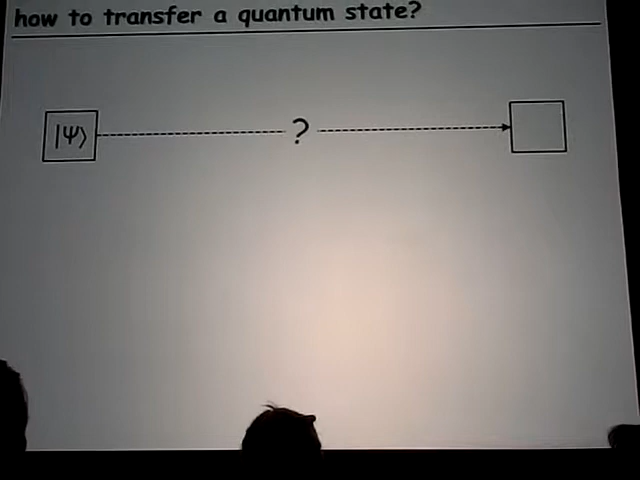 how to transfer a quantum state?
|Ψ⟩ ?